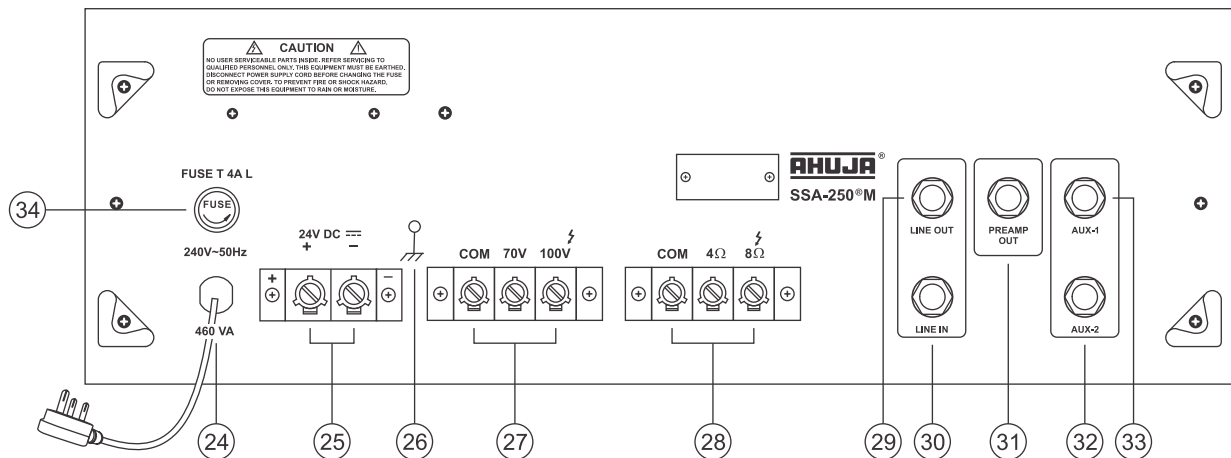 CAUTION
NO USER SERVICEABLE PARTS INSIDE. REFER SERVICING TO
QUALIFIED PERSONNEL ONLY, THIS EQUIPMENT MUST BE EARTHED.
DISCONNECT POWER SUPPLY CORD BEFORE CHANGING THE FUSE
OR REMOVING COVER. TO PREVENT FIRE OR SHOCK HAZARD,
DO NOT EXPOSE THIS EQUIPMENT TO RAIN OR MOISTURE.
FUSE T 4A L
FUSE
34
240V~50Hz
460 VA
24V DC
+ −
+ −
COM 70V 100V
COM 4Ω 8Ω
AHUJA®
SSA-250®M
LINE OUT
LINE IN
PREAMP
OUT
AUX-1
AUX-2
24 25 26 27 28 29 30 31 32 33